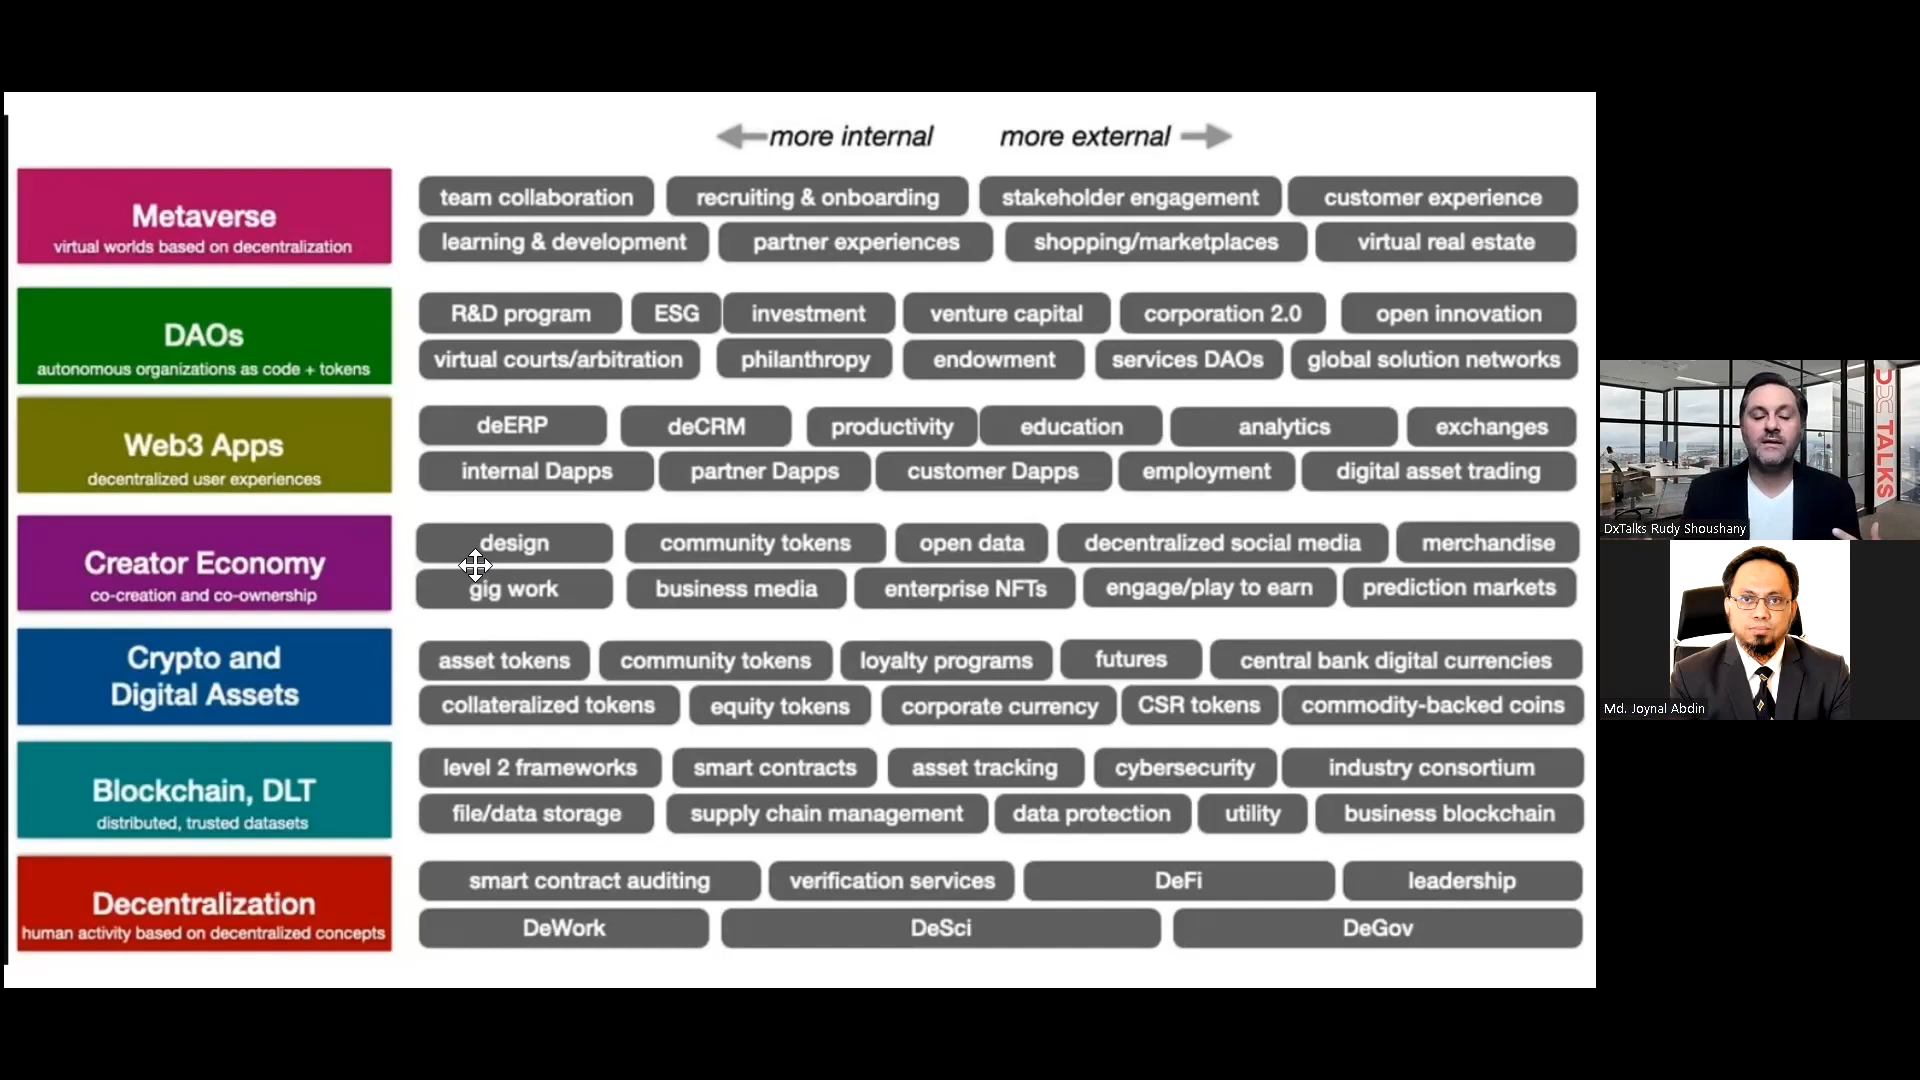 more internal more external
Metaverse
virtual worlds based on decentralization
team collaboration recruiting & onboarding stakeholder engagement customer experience
learning & development partner experiences shopping/marketplaces virtual real estate
DAOs
autonomous organizations as code + tokens
R&D program ESG investment venture capital corporation 2.0 open innovation
virtual courts/arbitration philanthropy endowment services DAOs global solution networks
Web3 Apps
decentralized user experiences
deERP deCRM productivity education analytics exchanges
internal Dapps partner Dapps customer Dapps employment digital asset trading
Creator Economy
co-creation and co-ownership
design community tokens open data decentralized social media merchandise
gig work business media enterprise NFTs engage/play to earn prediction markets
Crypto and
Digital Assets
asset tokens community tokens loyalty programs futures central bank digital currencies
collateralized tokens equity tokens corporate currency CSR tokens commodity-backed coins
Blockchain, DLT
distributed, trusted datasets
level 2 frameworks smart contracts asset tracking cybersecurity industry consortium
file/data storage supply chain management data protection utility business blockchain
Decentralization
human activity based on decentralized concepts
smart contract auditing verification services DeFi leadership
DeWork DeSci DeGov
DX TALKS
DxTalks Rudy Shoushany
Md. Joynal Abdin